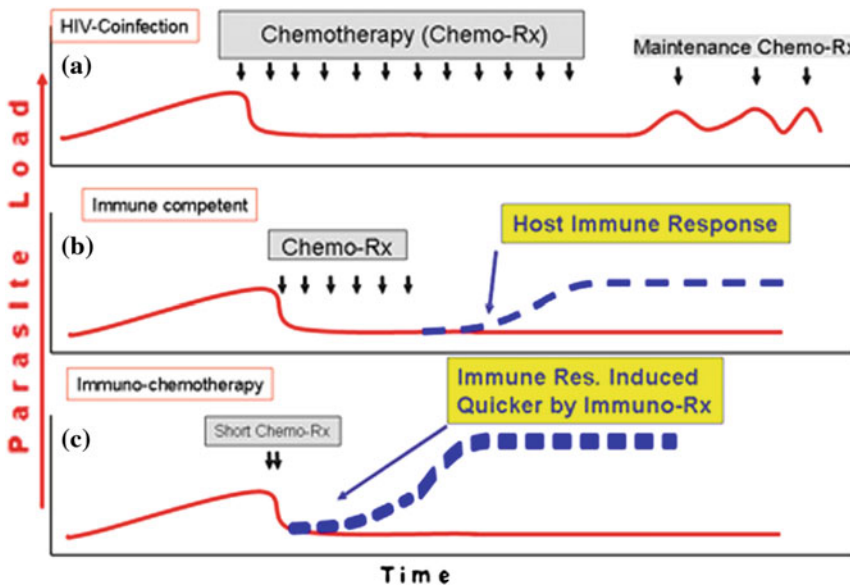 HIV-Coinfection
Chemotherapy (Chemo-Rx)
Maintenance Chemo-Rx
(a)
Immune competent
(b)
Chemo-Rx
Host Immune Response
Immuno-chemotherapy
(c)
Short Chemo-Rx
Immune Res. Induced
Quicker by Immuno-Rx
Parasite Load
Time